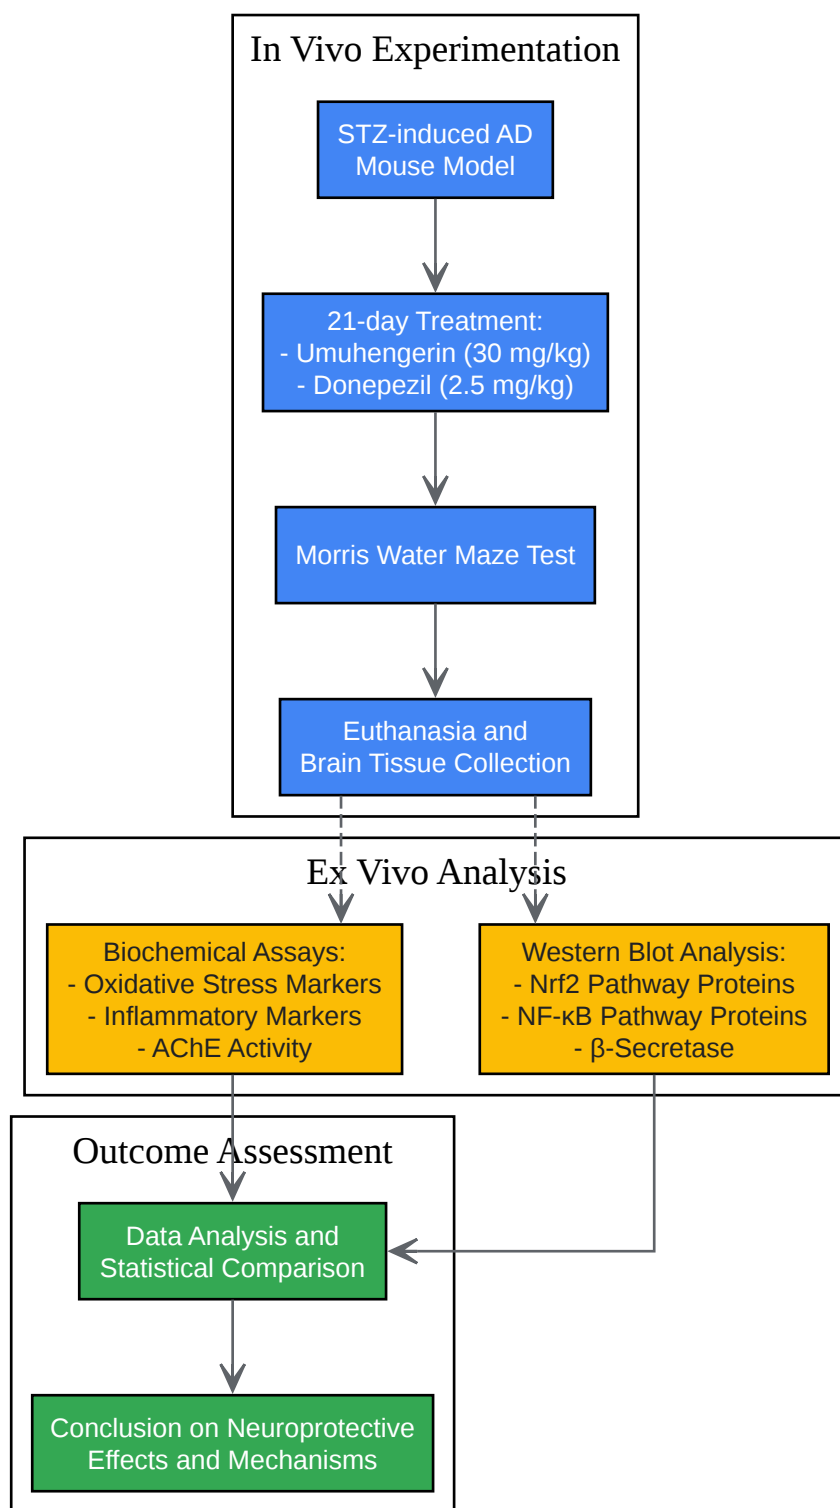 In Vivo Experimentation
STZ-induced AD
Mouse Model
21-day Treatment:
- Umuhengerin (30 mg/kg)
- Donepezil (2.5 mg/kg)
Morris Water Maze Test
Euthanasia and
Brain Tissue Collection
Ex Vivo Analysis
Biochemical Assays:
- Oxidative Stress Markers
- Inflammatory Markers
- AChE Activity
Western Blot Analysis:
- Nrf2 Pathway Proteins
- NF-κB Pathway Proteins
- β-Secretase
Outcome Assessment
Data Analysis and
Statistical Comparison
Conclusion on Neuroprotective
Effects and Mechanisms